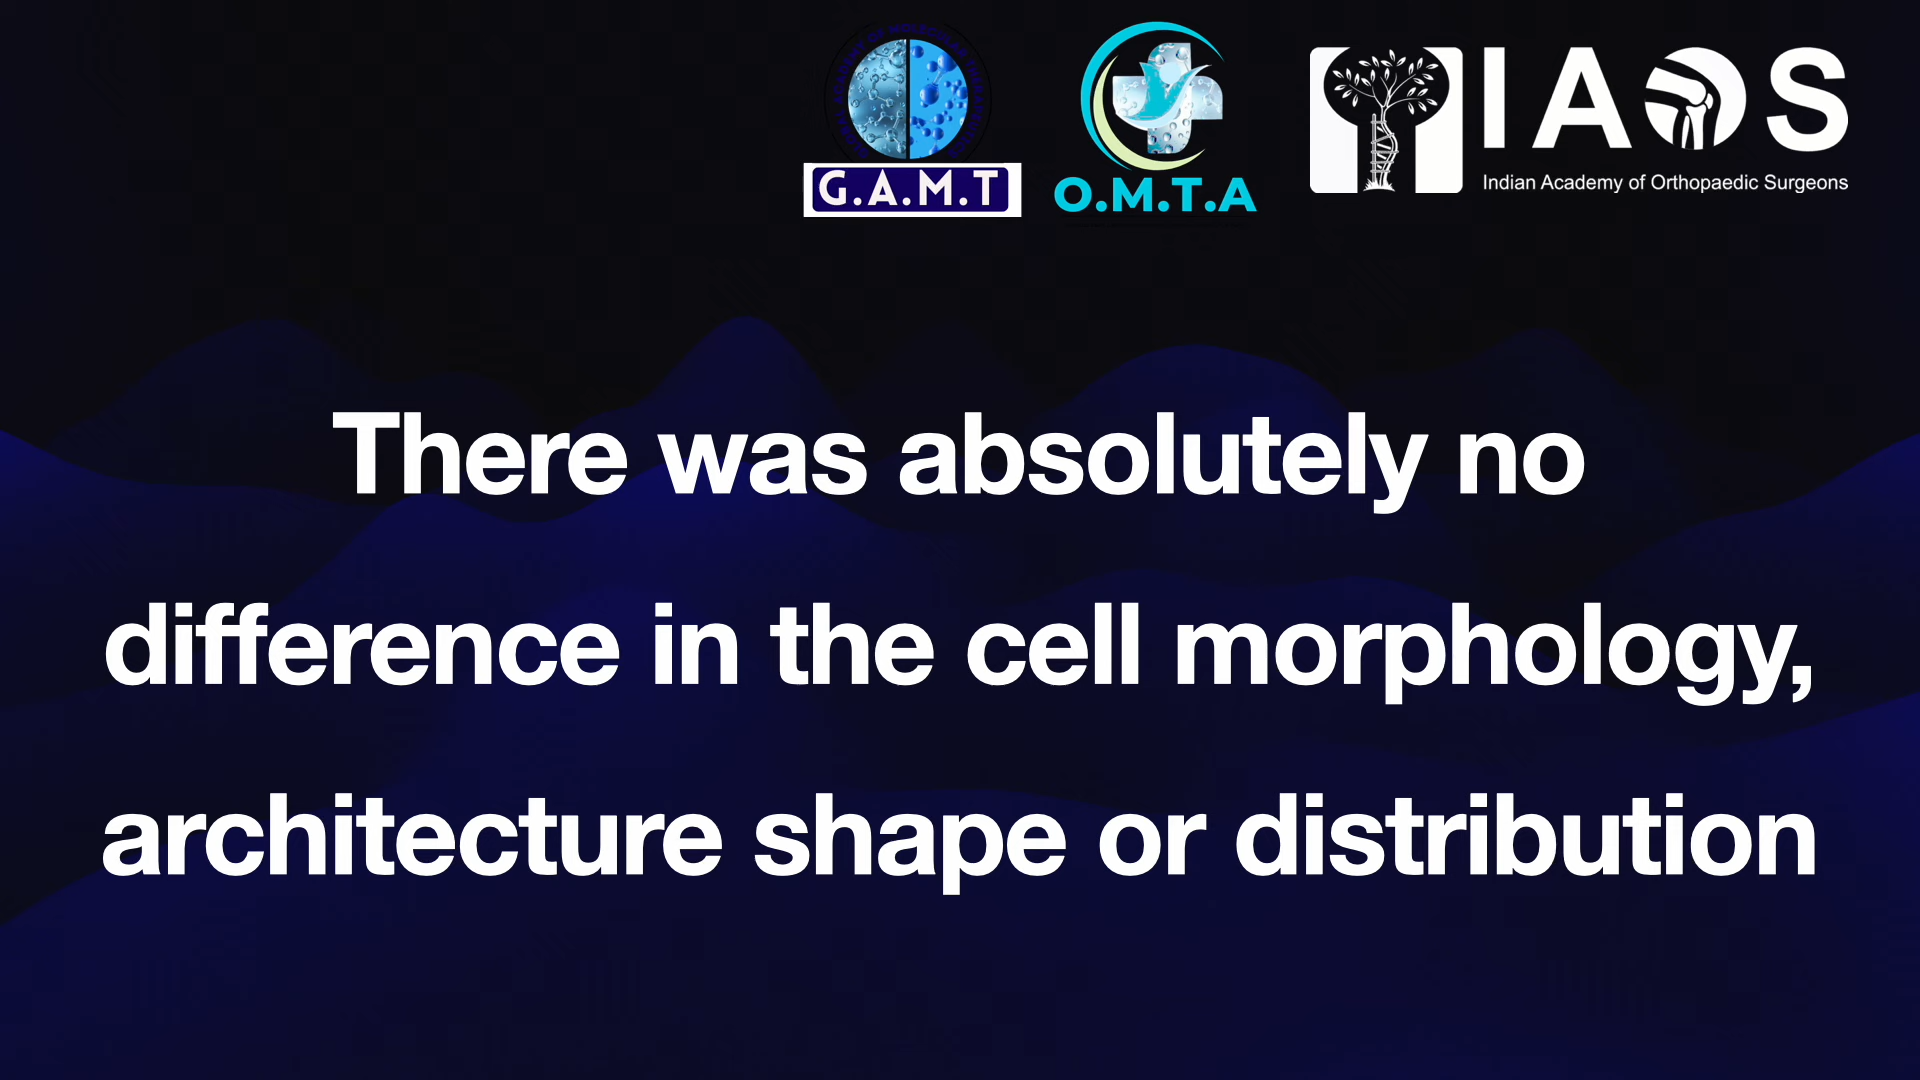 G.A.M.T
O.M.T.A
IAOS
Indian Academy of Orthopaedic Surgeons
There was absolutely no
difference in the cell morphology,
architecture shape or distribution